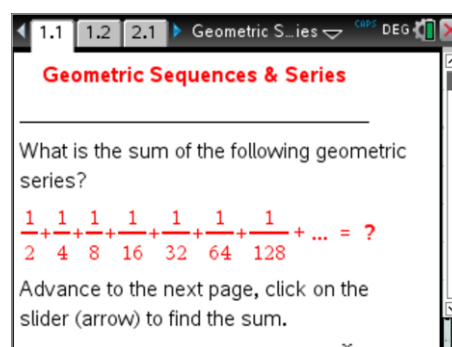 1.1 1.2 2.1 Geometric S...ies CAPS DEG
Geometric Sequences & Series
What is the sum of the following geometric
series?
1/2 + 1/4 + 1/8 + 1/16 + 1/32 + 1/64 + 1/128 + ... = ?
Advance to the next page, click on the
slider (arrow) to find the sum.